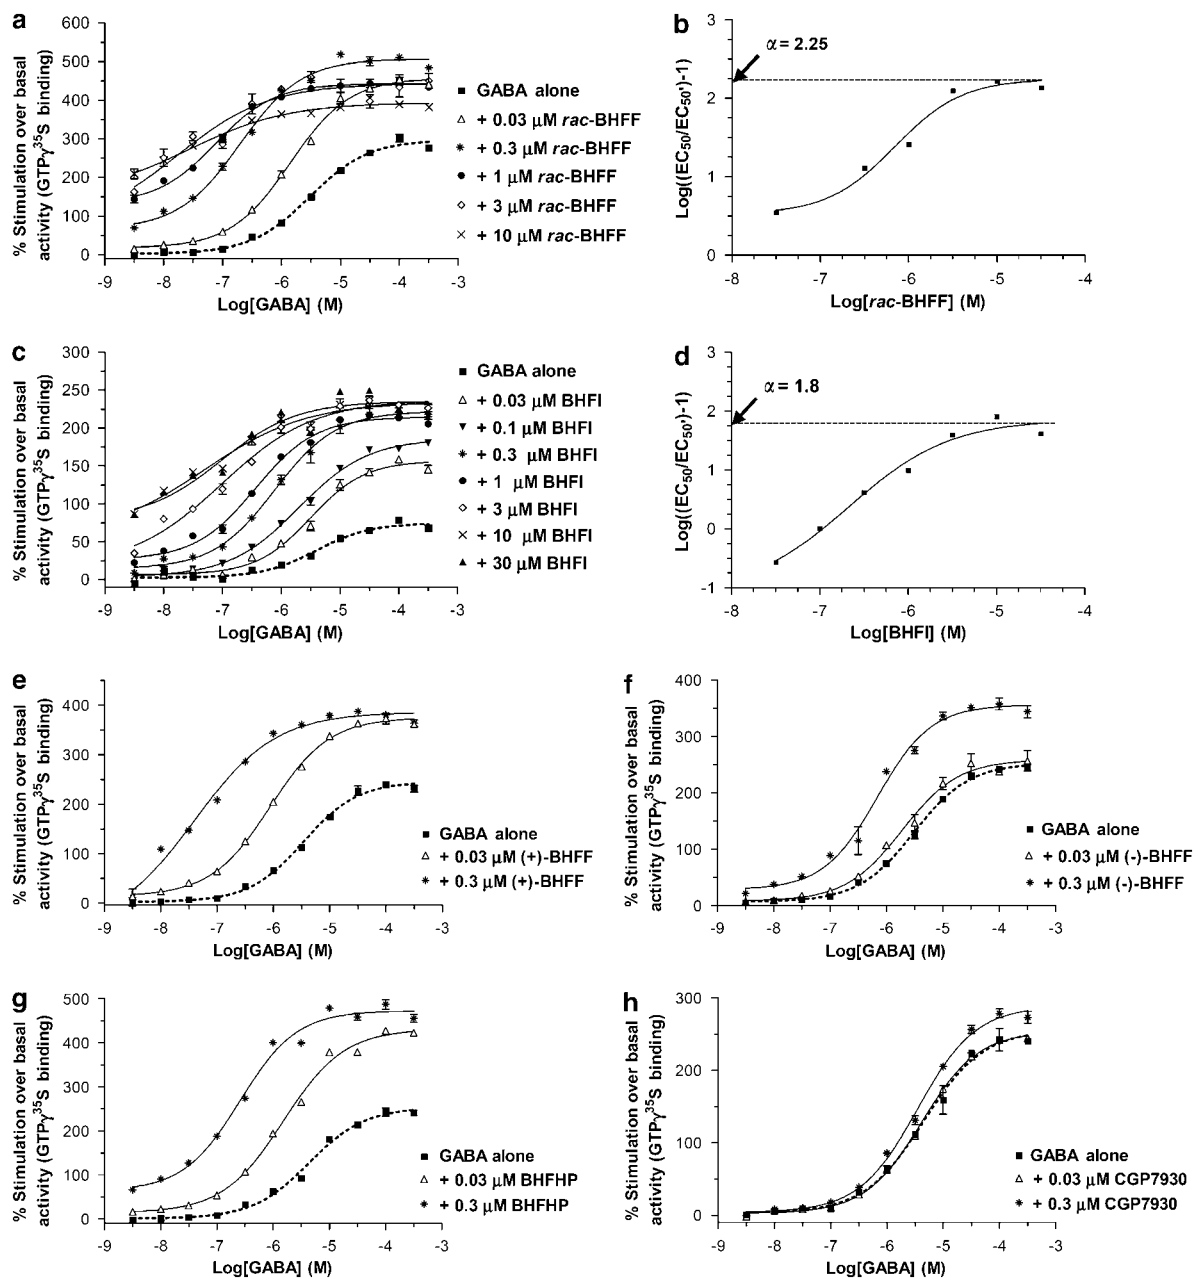 a
% Stimulation over basal
activity (GTPγ³⁵S binding)
600
500
400
300
200
100
0
-9 -8 -7 -6 -5 -4 -3
Log[GABA] (M)
GABA alone
+ 0.03 μM rac-BHFF
+ 0.3 μM rac-BHFF
+ 1 μM rac-BHFF
+ 3 μM rac-BHFF
+ 10 μM rac-BHFF
b
Log((EC₅₀/EC₅₀')-1)
3
2
1
0
α = 2.25
-8 -7 -6 -5 -4
Log[rac-BHFF] (M)
c
% Stimulation over basal
activity (GTPγ³⁵S binding)
300
250
200
150
100
50
0
-9 -8 -7 -6 -5 -4 -3
Log[GABA] (M)
GABA alone
+ 0.03 μM BHFI
+ 0.1 μM BHFI
+ 0.3 μM BHFI
+ 1 μM BHFI
+ 3 μM BHFI
+ 10 μM BHFI
+ 30 μM BHFI
d
Log((EC₅₀/EC₅₀')-1)
3
2
1
0
-1
α = 1.8
-8 -7 -6 -5 -4
Log[BHFI] (M)
e
% Stimulation over basal
activity (GTPγ³⁵S binding)
400
300
200
100
0
-9 -8 -7 -6 -5 -4 -3
Log[GABA] (M)
GABA alone
+ 0.03 μM (+)-BHFF
+ 0.3 μM (+)-BHFF
f
% Stimulation over basal
activity (GTPγ³⁵S binding)
400
300
200
100
0
-9 -8 -7 -6 -5 -4 -3
Log[GABA] (M)
GABA alone
+ 0.03 μM (-)-BHFF
+ 0.3 μM (-)-BHFF
g
% Stimulation over basal
activity (GTPγ³⁵S binding)
500
400
300
200
100
0
-9 -8 -7 -6 -5 -4 -3
Log[GABA] (M)
GABA alone
+ 0.03 μM BHFHP
+ 0.3 μM BHFHP
h
% Stimulation over basal
activity (GTPγ³⁵S binding)
300
200
100
0
-9 -8 -7 -6 -5 -4 -3
Log[GABA] (M)
GABA alone
+ 0.03 μM CGP7930
+ 0.3 μM CGP7930